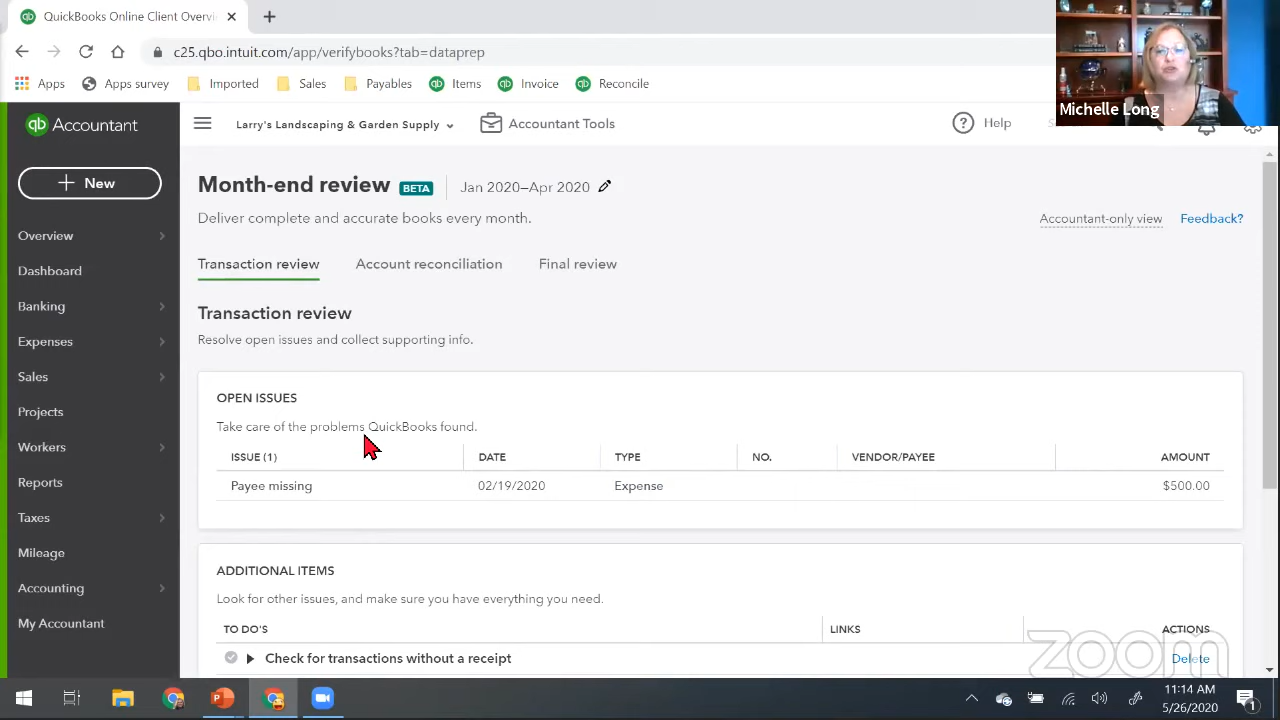 QuickBooks Online Client Overvi
c25.qbo.intuit.com/app/verifybooks?tab=dataprep
Apps
Apps survey
Imported
Sales
Payables
Items
Invoice
Reconcile
Michelle Long
qb Accountant
Larry's Landscaping & Garden Supply
Accountant Tools
Help
New
Overview
Dashboard
Banking
Expenses
Sales
Projects
Workers
Reports
Taxes
Mileage
Accounting
My Accountant
Month-end review BETA Jan 2020–Apr 2020
Deliver complete and accurate books every month.
Accountant-only view Feedback?
Transaction review Account reconciliation Final review
Transaction review
Resolve open issues and collect supporting info.
OPEN ISSUES
Take care of the problems QuickBooks found.
ISSUE (1) DATE TYPE NO. VENDOR/PAYEE AMOUNT
Payee missing 02/19/2020 Expense $500.00
ADDITIONAL ITEMS
Look for other issues, and make sure you have everything you need.
TO DO'S LINKS ACTIONS
Check for transactions without a receipt Delete
zoom
11:14 AM
5/26/2020
1